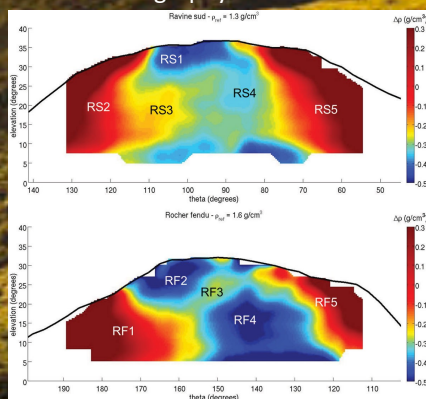 Ravine sud - ρref = 1.3 g/cm³
Δρ (g/cm³)
elevation (degrees)
40
35
30
25
20
15
10
5
0
RS1
RS2
RS3
RS4
RS5
0.3
0.2
0.1
0
-0.1
-0.2
-0.3
-0.4
-0.5
140 130 120 110 100 90 80 70 60 50
theta (degrees)
Rocher fendu - ρref = 1.6 g/cm³
Δρ (g/cm³)
elevation (degrees)
40
35
30
25
20
15
10
5
0
RF2
RF3
RF5
RF1
RF4
0.3
0.2
0.1
0
-0.1
-0.2
-0.3
-0.4
-0.5
190 180 170 160 150 140 130 120 110
theta (degrees)